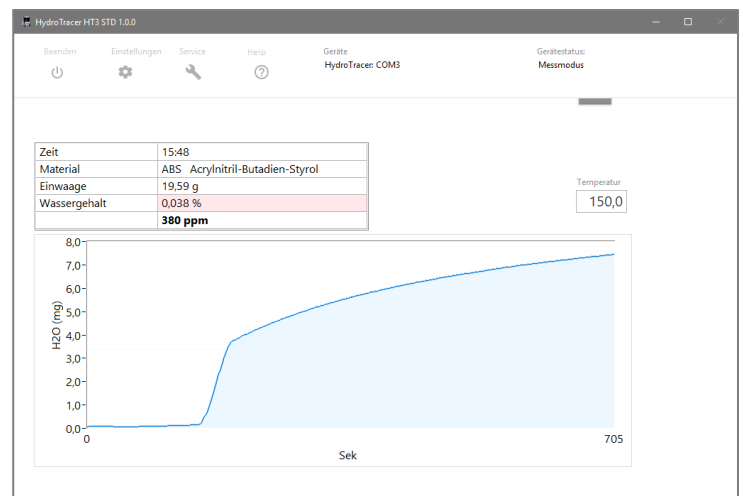 HydroTracer HT3 STD 1.0.0
Beenden Einstellungen Service Help Geräte Gerätestatus:
HydroTracer: COM3 Messmodus
Zeit 15:48
Material ABS Acrylnitril-Butadien-Styrol
Einwaage 19,59 g
Wassergehalt 0,038 %
380 ppm
Temperatur
150,0
8,0
7,0
6,0
5,0
4,0
3,0
2,0
1,0
0,0
H2O (mg)
0 705
Sek